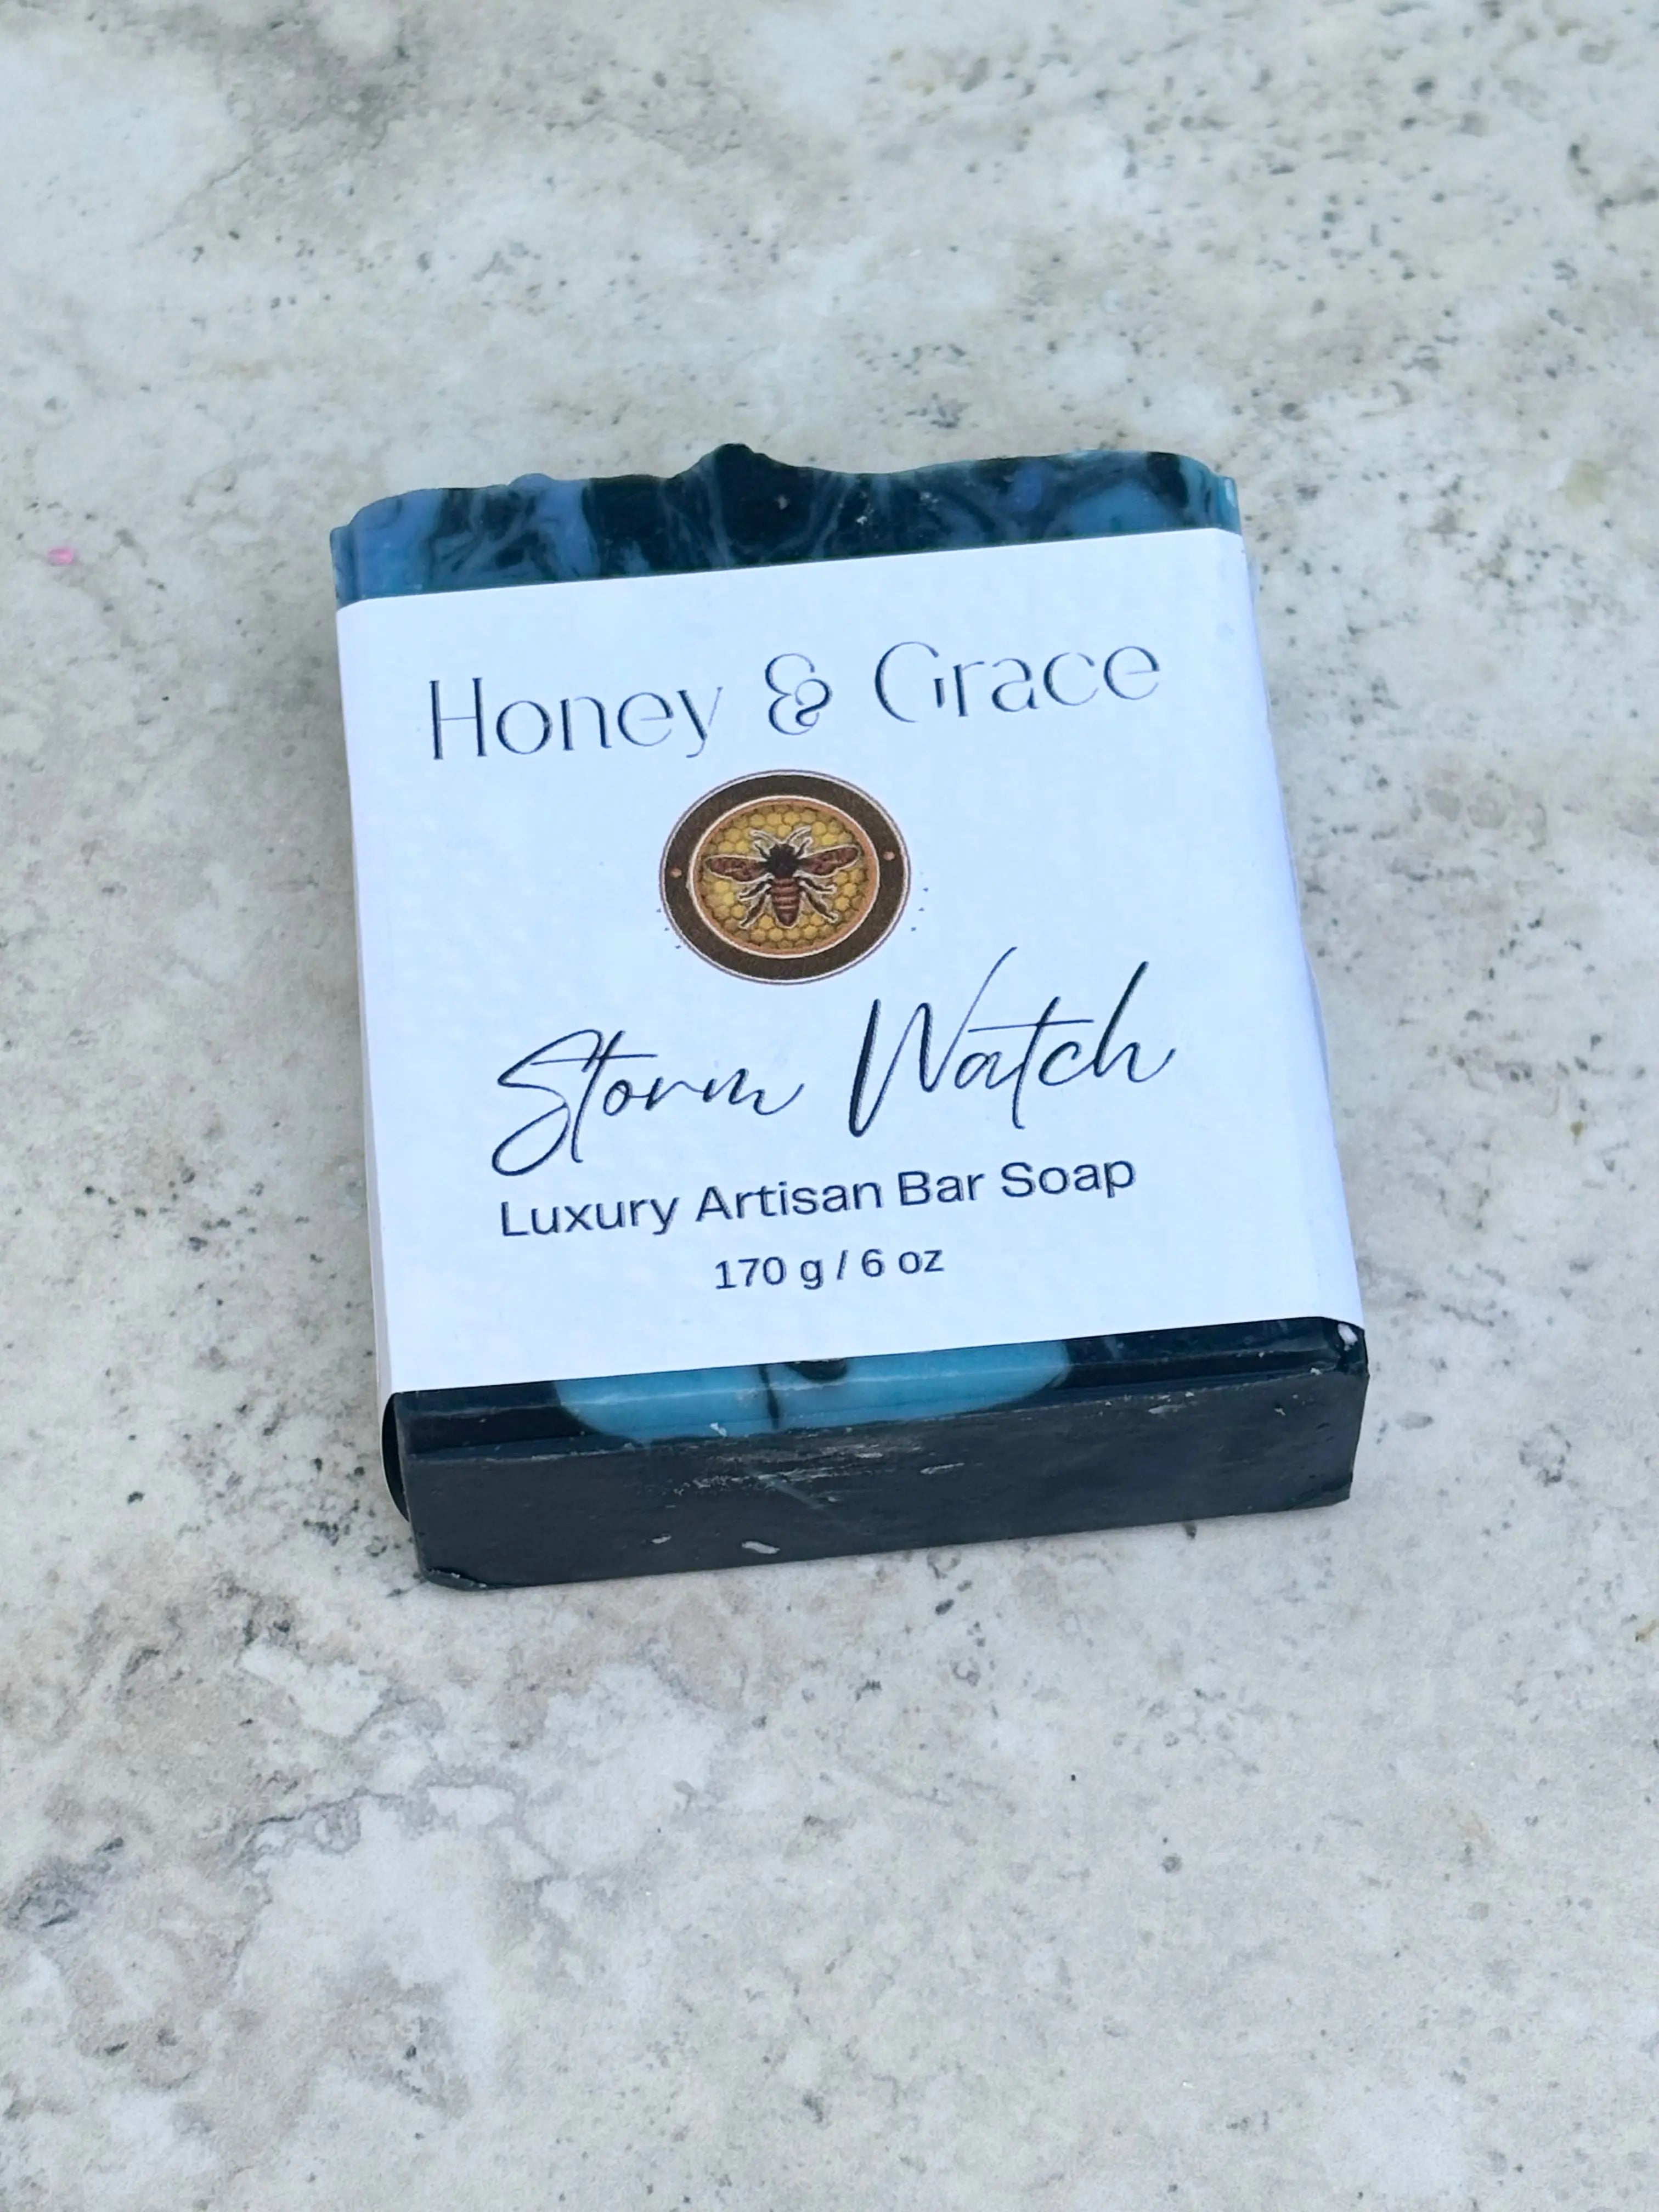 Honey & Grace
Storm Watch
Luxury Artisan Bar Soap
170 g / 6 oz